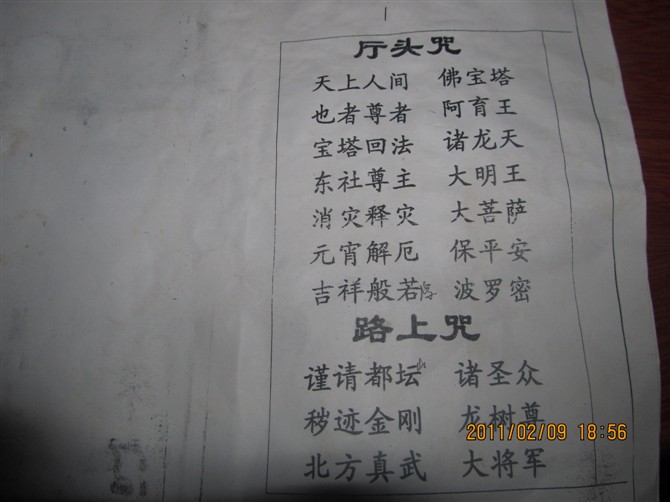 厅头咒
天上人间 佛宝塔
也者尊者 阿育王
宝塔回法 诸龙天
东社尊主 大明王
消灾释灾 大菩萨
元宵解厄 保平安
吉祥般若 波罗密
路上咒
谨请都坛 诸圣众
秽迹金刚 龙树尊
北方真武 大将军
2011/02/09 18:56